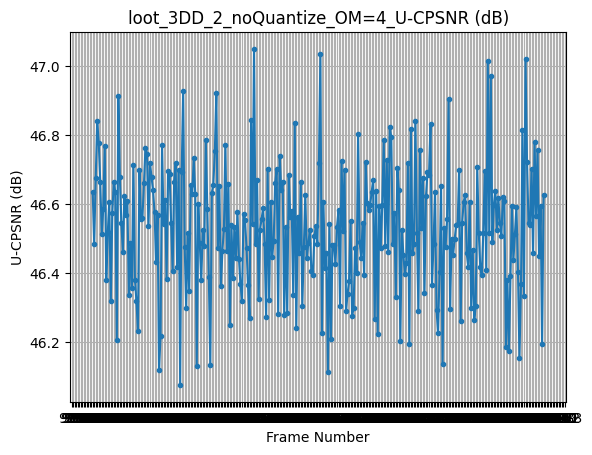 loot_3DD_2_noQuantize_OM=4_U-CPSNR (dB)
U-CPSNR (dB)
47.0
46.8
46.6
46.4
46.2
Frame Number